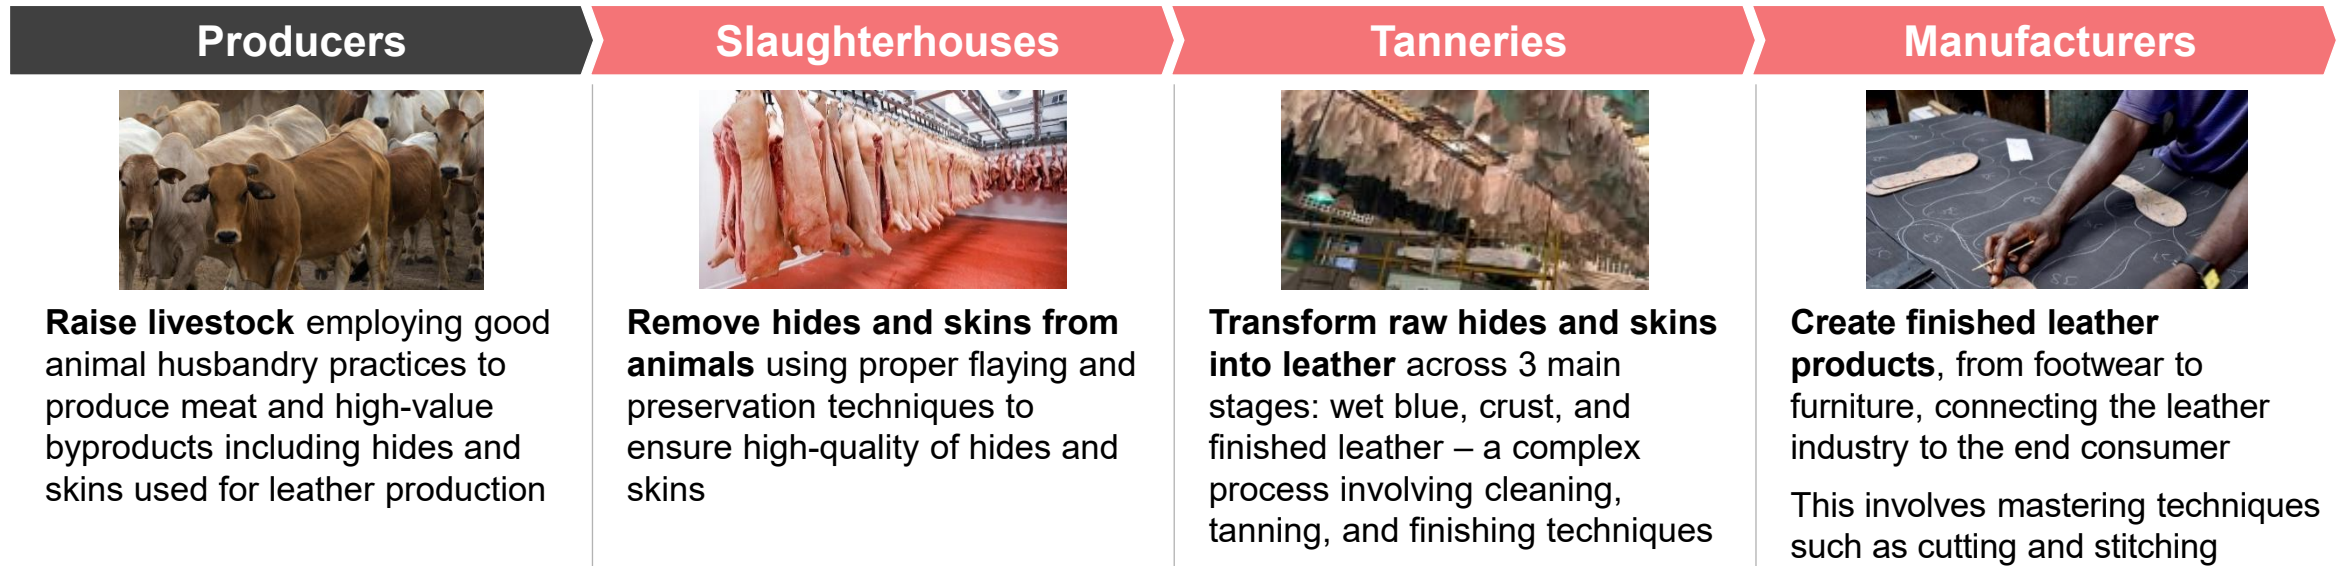 Producers
Slaughterhouses
Tanneries
Manufacturers
Raise livestock employing good
animal husbandry practices to
produce meat and high-value
byproducts including hides and
skins used for leather production
Remove hides and skins from
animals using proper flaying and
preservation techniques to
ensure high-quality of hides and
skins
Transform raw hides and skins
into leather across 3 main
stages: wet blue, crust, and
finished leather – a complex
process involving cleaning,
tanning, and finishing techniques
Create finished leather
products, from footwear to
furniture, connecting the leather
industry to the end consumer
This involves mastering techniques
such as cutting and stitching